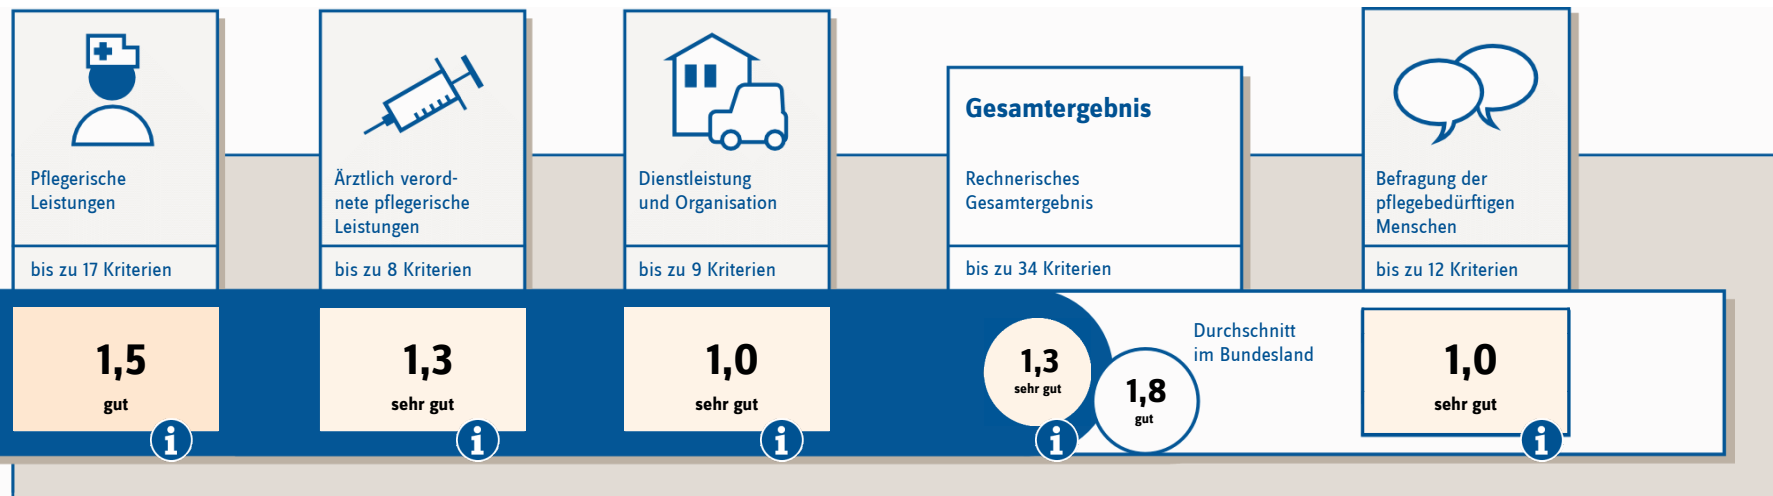 Pflegerische
Leistungen
bis zu 17 Kriterien
1,5
gut
Ärztlich verord-
nete pflegerische
Leistungen
bis zu 8 Kriterien
1,3
sehr gut
Dienstleistung
und Organisation
bis zu 9 Kriterien
1,0
sehr gut
Gesamtergebnis
Rechnerisches
Gesamtergebnis
bis zu 34 Kriterien
1,3
sehr gut
1,8
gut
Durchschnitt
im Bundesland
Befragung der
pflegebedürftigen
Menschen
bis zu 12 Kriterien
1,0
sehr gut